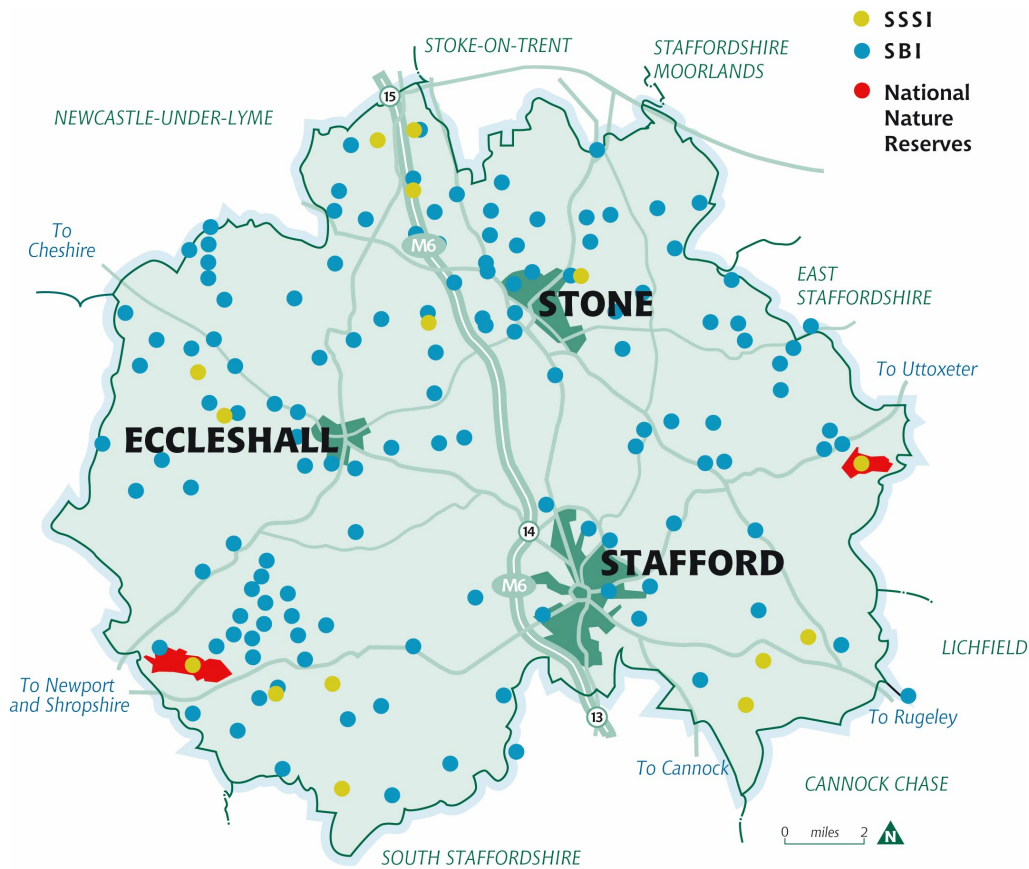 SSSI
SBI
National
Nature
Reserves
STOKE-ON-TRENT
STAFFORDSHIRE
MOORLANDS
15
NEWCASTLE-UNDER-LYME
To
Cheshire
M6
EAST
STAFFORDSHIRE
STONE
To Uttoxeter
ECCLESHALL
14
STAFFORD
M6
LICHFIELD
To Newport
and Shropshire
13
To Rugeley
To Cannock
CANNOCK CHASE
0 miles 2
N
SOUTH STAFFORDSHIRE